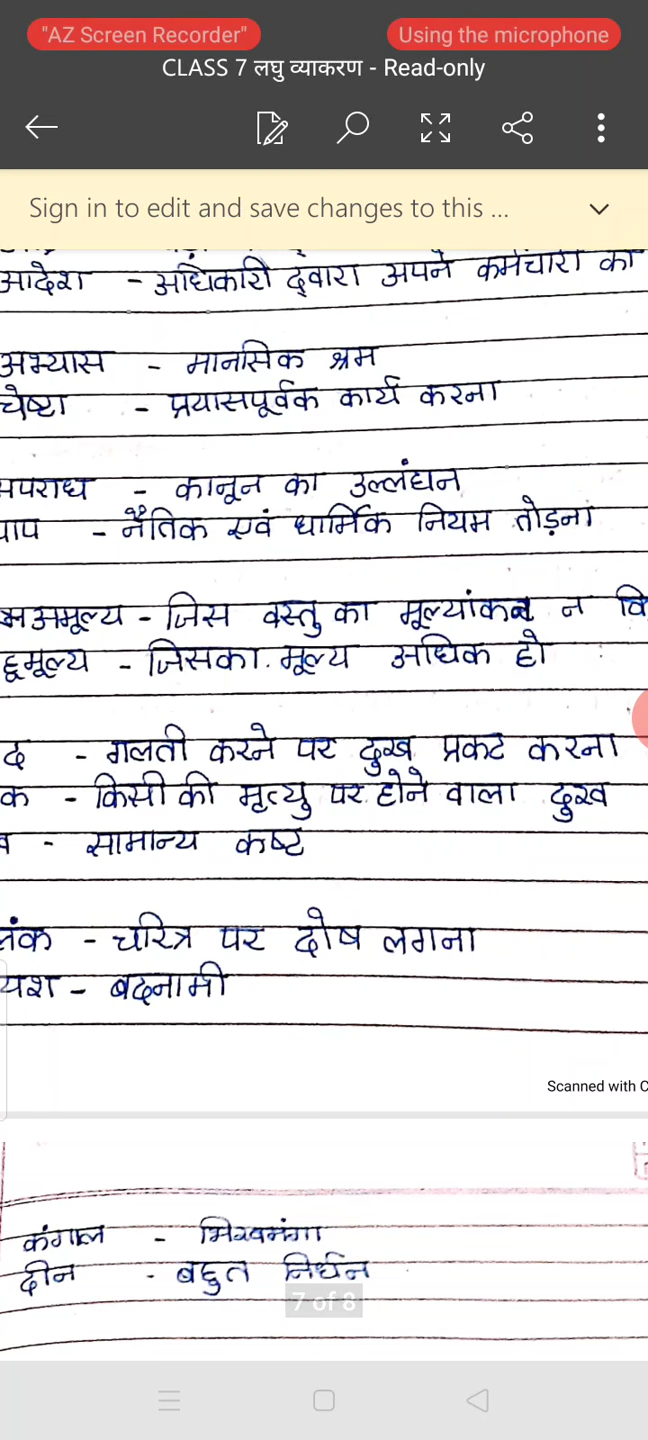 "AZ Screen Recorder" Using the microphone
CLASS 7 लघु व्याकरण - Read-only
Sign in to edit and save changes to this ...
आदेश - अधिकारी द्वारा अपने कर्मचारी को
अभ्यास - मानसिक श्रम
चेष्टा - प्रयासपूर्वक कार्य करना
पराध - कानून का उल्लंघन
पाप - नैतिक एवं धार्मिक नियम तोड़ना
अमूल्य - जिस वस्तु का मूल्यांकन न कि
हूमूल्य - जिसका मूल्य अधिक हो
द - गलती करने पर दुख प्रकट करना
क - किसी की मृत्यु पर होने वाला दुख
- सामान्य कष्ट
लंक - चरित्र पर दोष लगना
यश - बदनामी
Scanned with C
कंगाल - भिखमंगा
दीन - बहुत निर्धन
7 of 8